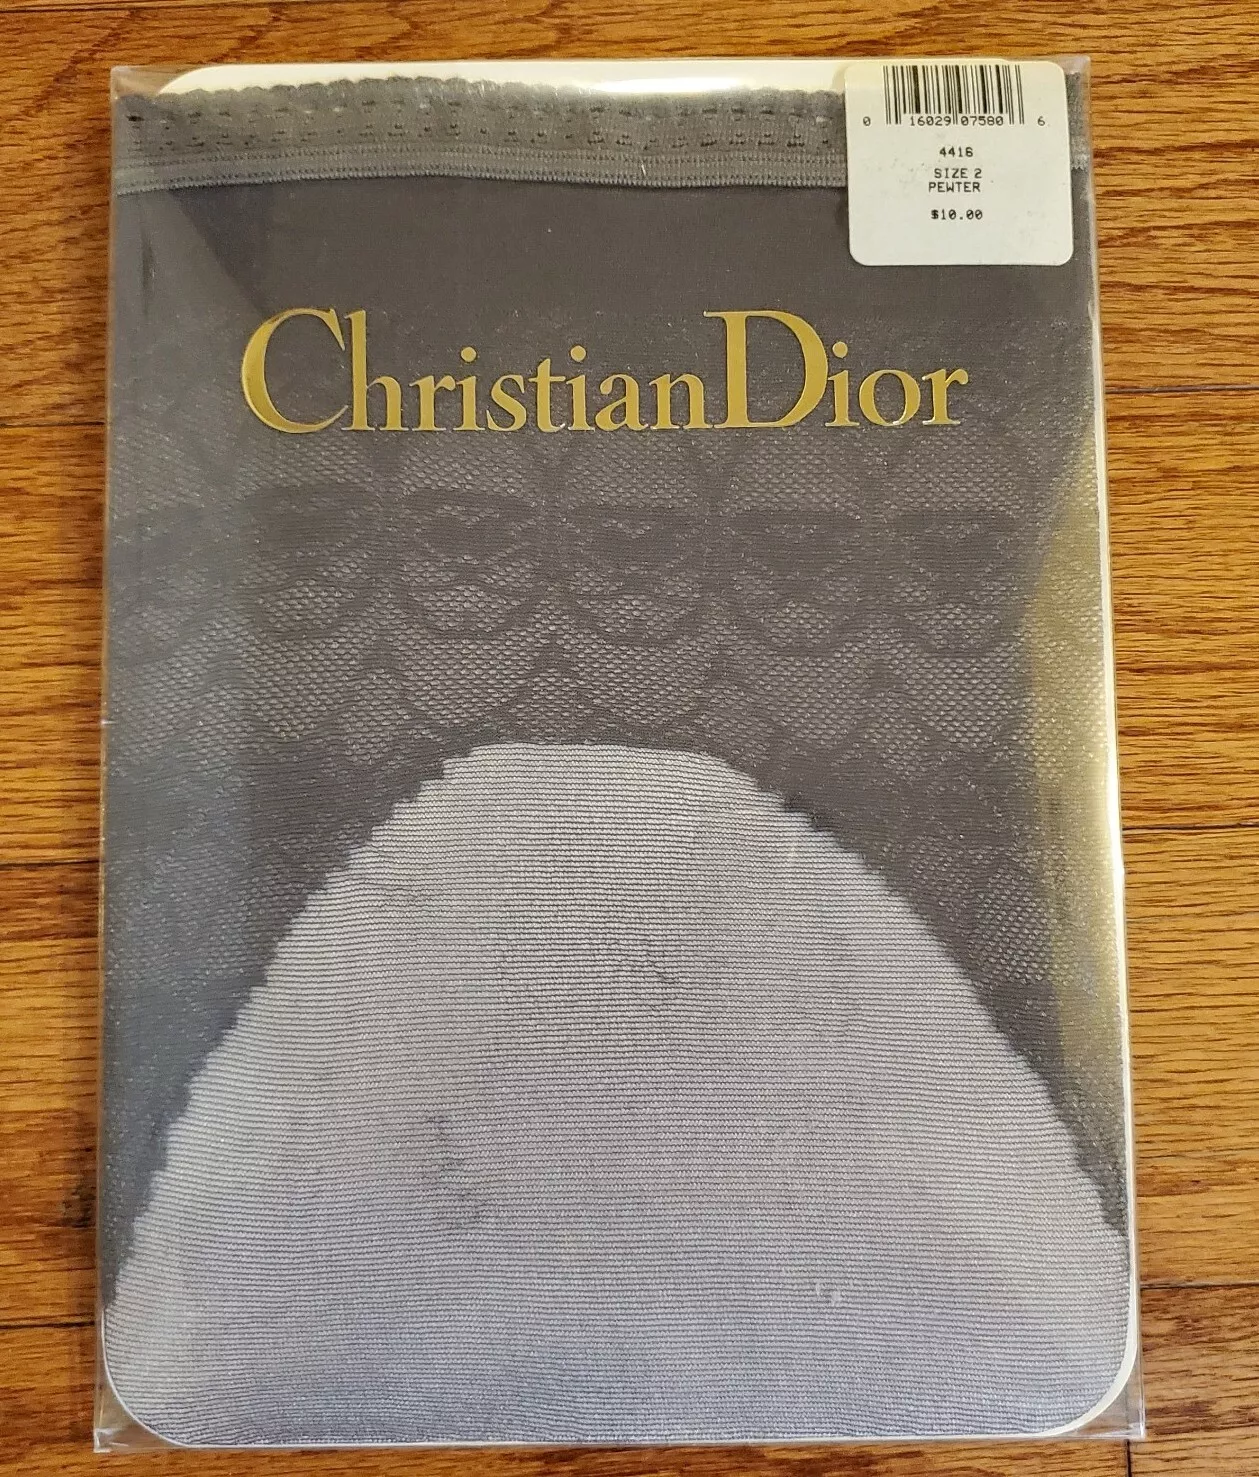 0 16029 07580 6
4416
SIZE 2
PEWTER
$10.00
ChristianDior